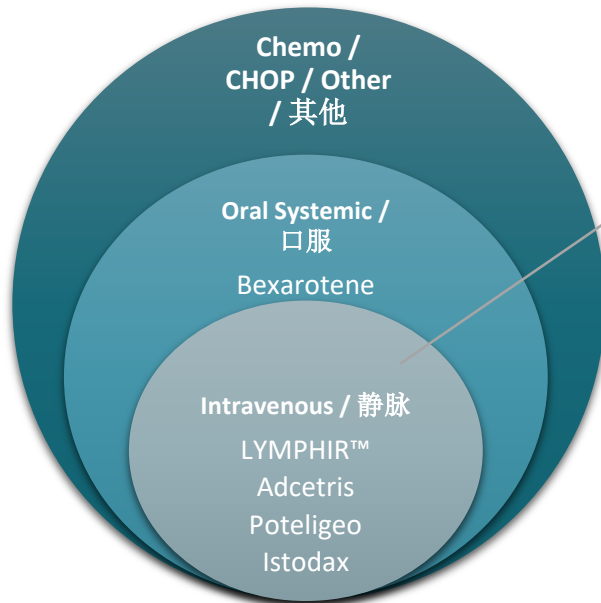 Chemo /
CHOP / Other
/ 其他
Oral Systemic /
口服
Bexarotene
Intravenous / 静脉
LYMPHIR™
Adcetris
Poteligeo
Istodax